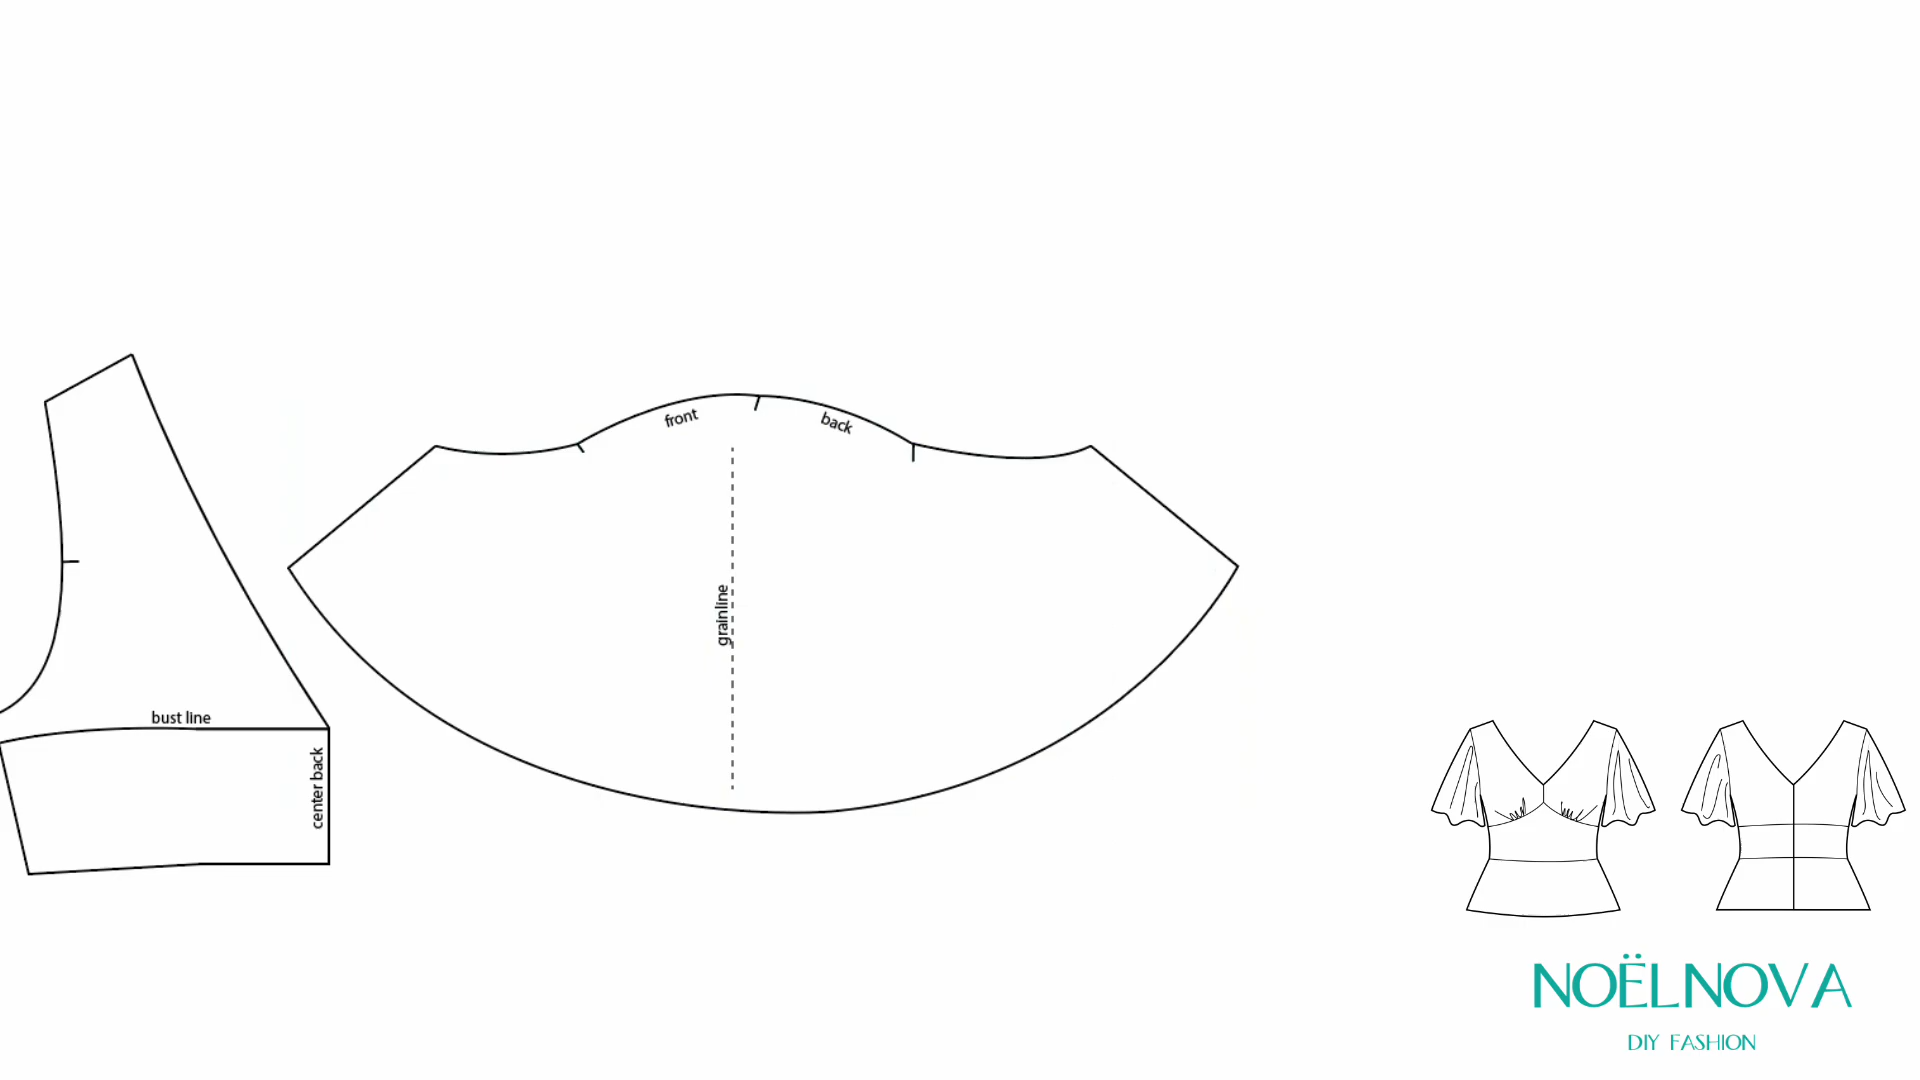 front
back
grainline
bust line
center back
NOËLNOVA
DIY FASHION